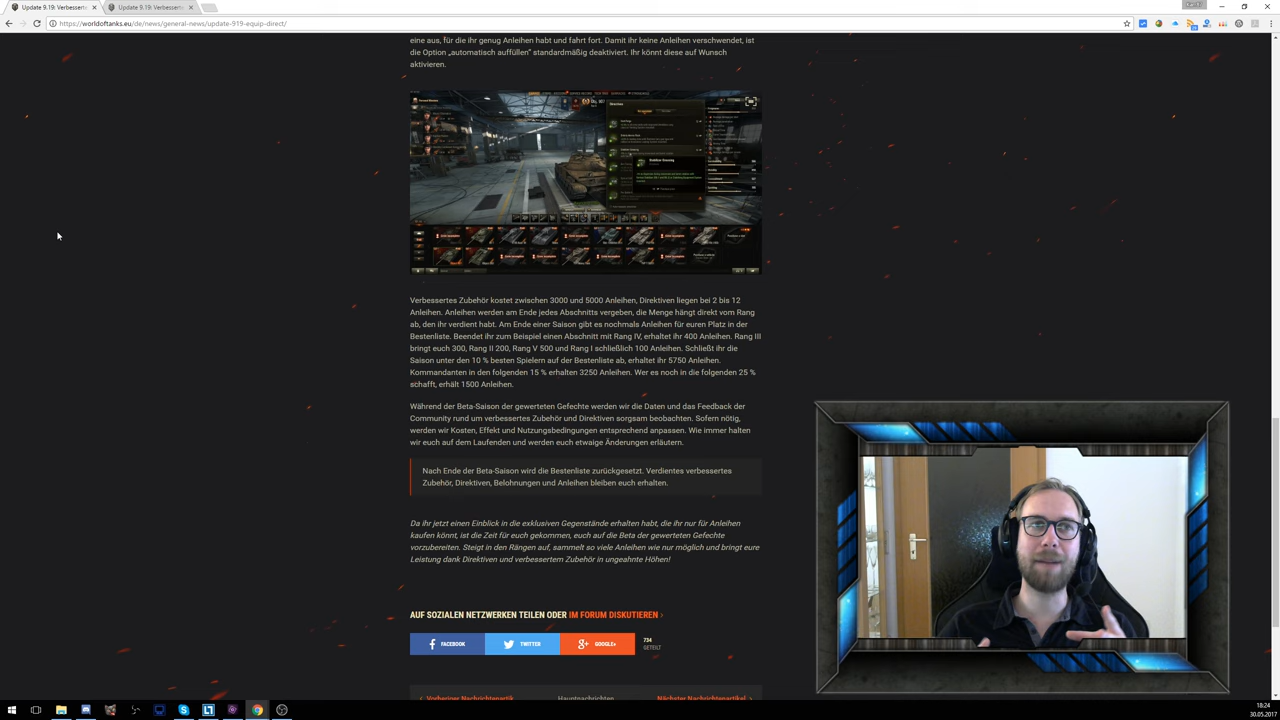 Update 9.19: Verbesserte
Update 9.19: Verbesserte
https://worldoftanks.eu/de/news/general-news/update-919-equip-direct/
eine aus, für die ihr genug Anleihen habt und fahrt fort. Damit ihr keine Anleihen verschwendet, ist
die Option „automatisch auffüllen“ standardmäßig deaktiviert. Ihr könnt diese auf Wunsch
aktivieren.
Verbessertes Zubehör kostet zwischen 3000 und 5000 Anleihen, Direktiven liegen bei 2 bis 12
Anleihen. Anleihen werden am Ende jedes Abschnitts vergeben, die Menge hängt direkt vom Rang
ab, den ihr verdient habt. Am Ende einer Saison gibt es nochmals Anleihen für euren Platz in der
Bestenliste. Beendet ihr zum Beispiel einen Abschnitt mit Rang IV, erhaltet ihr 400 Anleihen. Rang III
bringt euch 300, Rang II 200, Rang V 500 und Rang I schließlich 100 Anleihen. Schließt ihr die
Saison unter den 10 % besten Spielern auf der Bestenliste ab, erhaltet ihr 5750 Anleihen.
Kommandanten in den folgenden 15 % erhalten 3250 Anleihen. Wer es noch in die folgenden 25 %
schafft, erhält 1500 Anleihen.
Während der Beta-Saison der gewerteten Gefechte werden wir die Daten und das Feedback der
Community rund um verbessertes Zubehör und Direktiven sorgsam beobachten. Sofern nötig,
werden wir Kosten, Effekt und Nutzungsbedingungen entsprechend anpassen. Wie immer halten
wir euch auf dem Laufenden und werden euch etwaige Änderungen erläutern.
Nach Ende der Beta-Saison wird die Bestenliste zurückgesetzt. Verdientes verbessertes
Zubehör, Direktiven, Belohnungen und Anleihen bleiben euch erhalten.
Da ihr jetzt einen Einblick in die exklusiven Gegenstände erhalten habt, die ihr nur für Anleihen
kaufen könnt, ist die Zeit für euch gekommen, euch auf die Beta der gewerteten Gefechte
vorzubereiten. Steigt in den Rängen auf, sammelt so viele Anleihen wie nur möglich und bringt eure
Leistung dank Direktiven und verbessertem Zubehör in ungeahnte Höhen!
AUF SOZIALEN NETZWERKEN TEILEN ODER IM FORUM DISKUTIEREN ›
FACEBOOK
TWITTER
GOOGLE+
734
GETEILT
‹ Vorheriger Nachrichtenartik
Hauptnachrichten
Nächster Nachrichtenartikel ›
18:24
30.05.2017